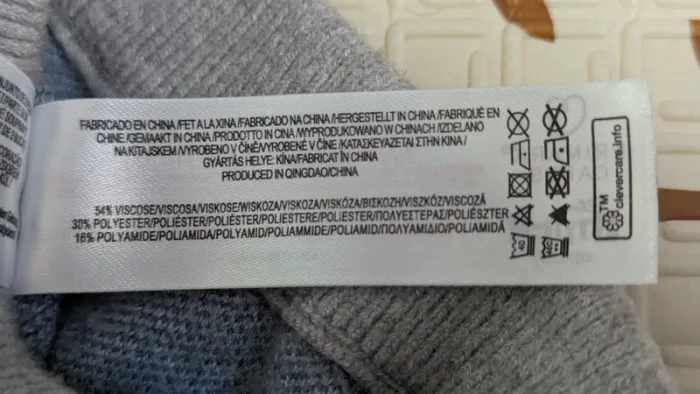 FABRICADO EN CHINA /FET A LA XINA /FABRICADO NA CHINA /HERGESTELLT IN CHINA /FABRIQUÉ EN
CHINE /GEMAAKT IN CHINA /PRODOTTO IN CINA /WYPRODUKOWANO W CHINACH /IZDELANO
NA KITAJSKEM /VYROBENO V ČÍNĚ /VYROBENÉ V ČÍNE /ΚΑΤΑΣΚΕΥΑΖΕΤΑΙ ΣΤΗΝ ΚΙΝΑ /
GYÁRTÁS HELYE: KÍNA/FABRICAT ÎN CHINA
PRODUCED IN QINGDAO/CHINA
54% VISCOSE/VISCOSA/VISKOSE/WISKOZA/VISKÓZA/VISKOZA/ΒΙΣΚΟΖΗ/VISZKÓZ/VISCOZĂ
30% POLYESTER/POLIÉSTER/POLIÈSTER/POLIESTERE/POLIESTER/ΠΟΛΥΕΣΤΕΡΑΣ/POLIÉSZTER
16% POLYAMIDE/POLIAMIDA/POLYAMID/POLIAMMIDE/POLIAMID/ΠΟΛΥΑΜΙΔΙΟ/POLIAMIDĂ
40
40C
TM
clevercare.info